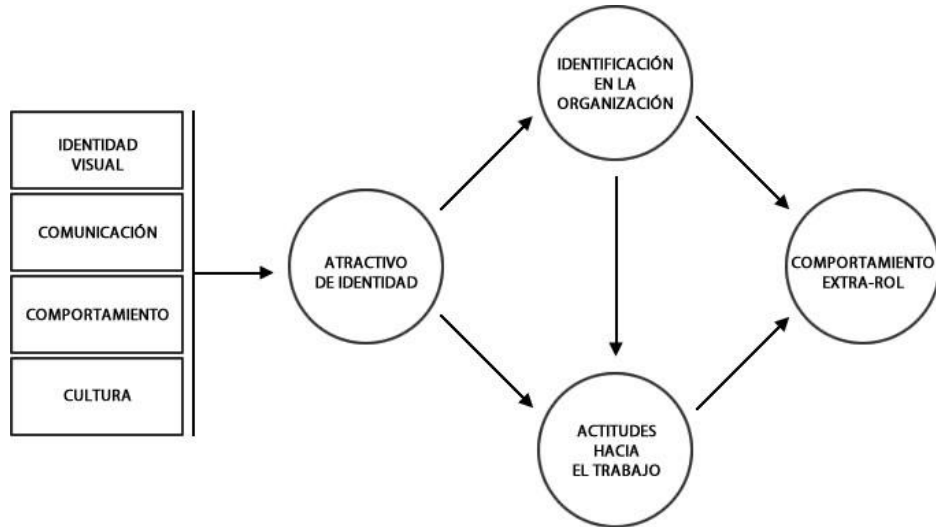 IDENTIDAD
VISUAL
COMUNICACIÓN
COMPORTAMIENTO
CULTURA
ATRACTIVO
DE IDENTIDAD
IDENTIFICACIÓN
EN LA
ORGANIZACIÓN
ACTITUDES
HACIA
EL TRABAJO
COMPORTAMIENTO
EXTRA-ROL